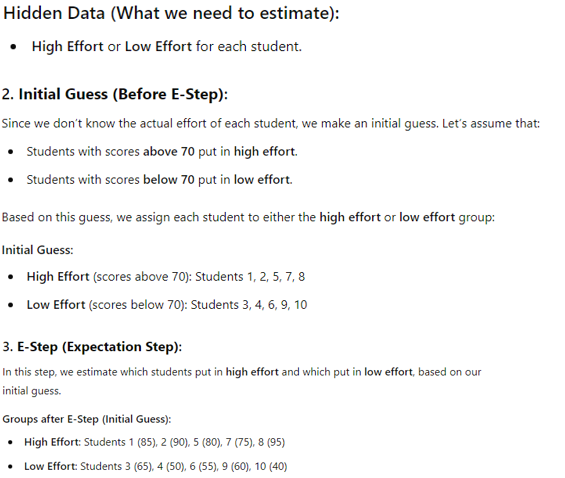 Hidden Data (What we need to estimate):
• High Effort or Low Effort for each student.
2. Initial Guess (Before E-Step):
Since we don't know the actual effort of each student, we make an initial guess. Let's assume that:
• Students with scores above 70 put in high effort.
• Students with scores below 70 put in low effort.
Based on this guess, we assign each student to either the high effort or low effort group:
Initial Guess:
• High Effort (scores above 70): Students 1, 2, 5, 7, 8
• Low Effort (scores below 70): Students 3, 4, 6, 9, 10
3. E-Step (Expectation Step):
In this step, we estimate which students put in high effort and which put in low effort, based on our
initial guess.
Groups after E-Step (Initial Guess):
• High Effort: Students 1 (85), 2 (90), 5 (80), 7 (75), 8 (95)
• Low Effort: Students 3 (65), 4 (50), 6 (55), 9 (60), 10 (40)